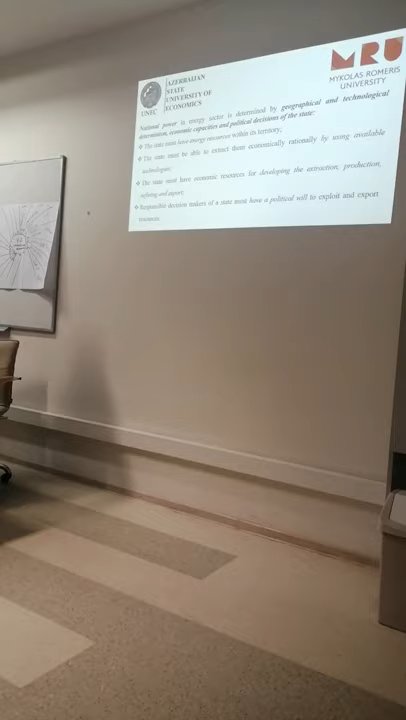 UNEC
AZERBAIJAN
STATE
UNIVERSITY OF
ECONOMICS
MRU
MYKOLAS ROMERIS
UNIVERSITY
National power in energy sector is determined by geographical and technological
determinism, economic capacities and political decisions of the state:
❖ The state must have energy resources within its territory;
❖ The state must be able to extract them economically rationally by using available
technologies;
❖ The state must have economic resources for developing the extraction, production,
refining and export;
❖ Responsible decision makers of a state must have a political will to exploit and export
resources.